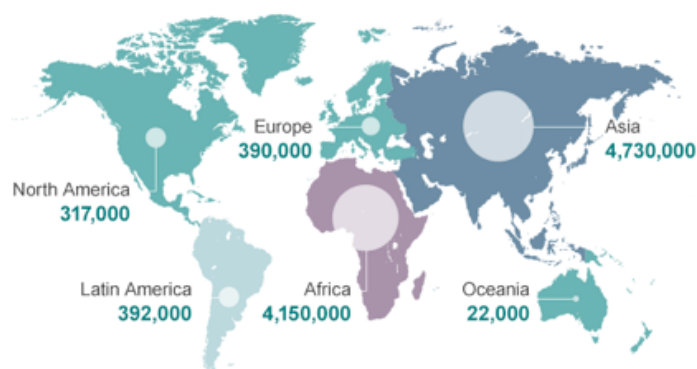 Europe
390,000
Asia
4,730,000
North America
317,000
Latin America
392,000
Africa
4,150,000
Oceania
22,000